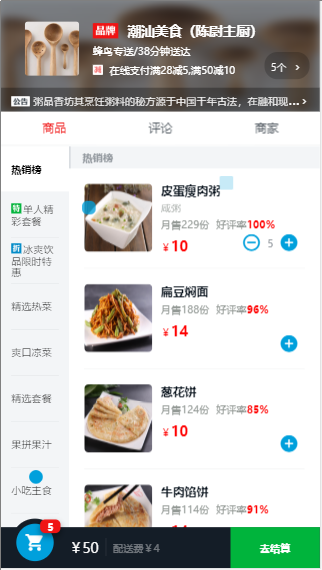 品牌 潮汕美食（陈尉主厨）
蜂鸟专送/38分钟送达
减 在线支付满28减5,满50减10
5个 >
公告 粥品香坊其烹饪粥料的秘方源于中国千年古法，在融和现... >
商品 评论 商家
热销榜
热销榜
特 单人精
彩套餐
折 冰爽饮
品限时特
惠
精选热菜
爽口凉菜
精选套餐
果拼果汁
小吃主食
皮蛋瘦肉粥
咸粥
月售229份 好评率100%
¥10
5
扁豆焖面
月售188份 好评率96%
¥14
葱花饼
月售124份 好评率85%
¥10
牛肉馅饼
月售114份 好评率91%
¥14
5
¥50
配送费¥4
去结算